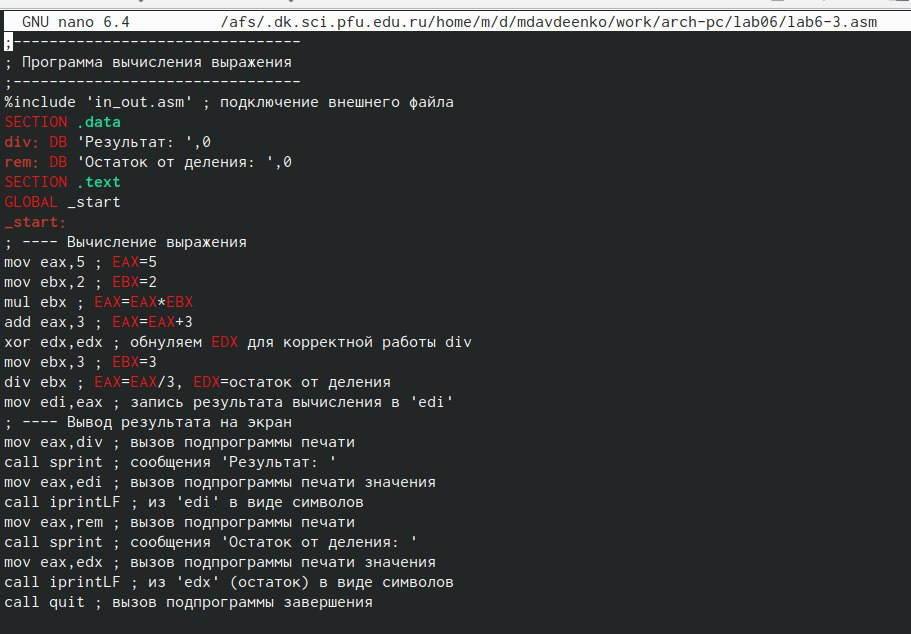 GNU nano 6.4 /afs/.dk.sci.pfu.edu.ru/home/m/d/mdavdeenko/work/arch-pc/lab06/lab6-3.asm
;--------------------------------
; Программа вычисления выражения
;--------------------------------
%include 'in_out.asm' ; подключение внешнего файла
SECTION .data
div: DB 'Результат: ',0
rem: DB 'Остаток от деления: ',0
SECTION .text
GLOBAL _start
_start:
; ---- Вычисление выражения
mov eax,5 ; EAX=5
mov ebx,2 ; EBX=2
mul ebx ; EAX=EAX*EBX
add eax,3 ; EAX=EAX+3
xor edx,edx ; обнуляем EDX для корректной работы div
mov ebx,3 ; EBX=3
div ebx ; EAX=EAX/3, EDX=остаток от деления
mov edi,eax ; запись результата вычисления в 'edi'
; ---- Вывод результата на экран
mov eax,div ; вызов подпрограммы печати
call sprint ; сообщения 'Результат: '
mov eax,edi ; вызов подпрограммы печати значения
call iprintLF ; из 'edi' в виде символов
mov eax,rem ; вызов подпрограммы печати
call sprint ; сообщения 'Остаток от деления: '
mov eax,edx ; вызов подпрограммы печати значения
call iprintLF ; из 'edx' (остаток) в виде символов
call quit ; вызов подпрограммы завершения